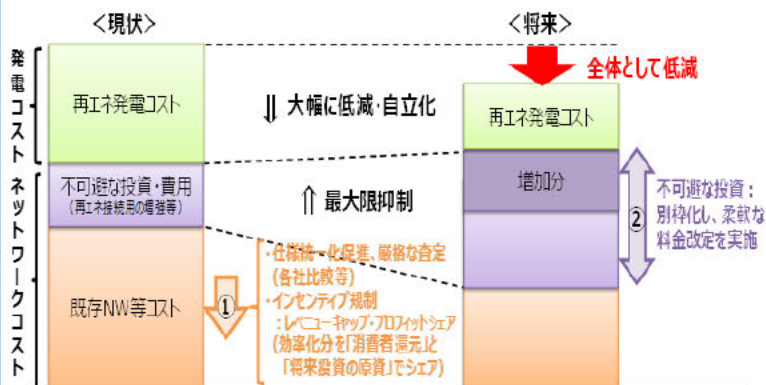 <現状>
<将来>
発電コスト
再エネ発電コスト
⇓ 大幅に低減・自立化
全体として低減
再エネ発電コスト
ネットワークコスト
不可避な投資・費用
(再エネ接続用の増強等)
⇑ 最大限抑制
増加分
②
不可避な投資:
別枠化し、柔軟な
料金改定を実施
既存NW等コスト
①
・仕様統一化促進、厳格な査定
(各社比較等)
・インセンティブ規制
:レベニューキャップ・プロフィットシェア
(効率化分を「消費者還元」と
「将来投資の原資」でシェア)